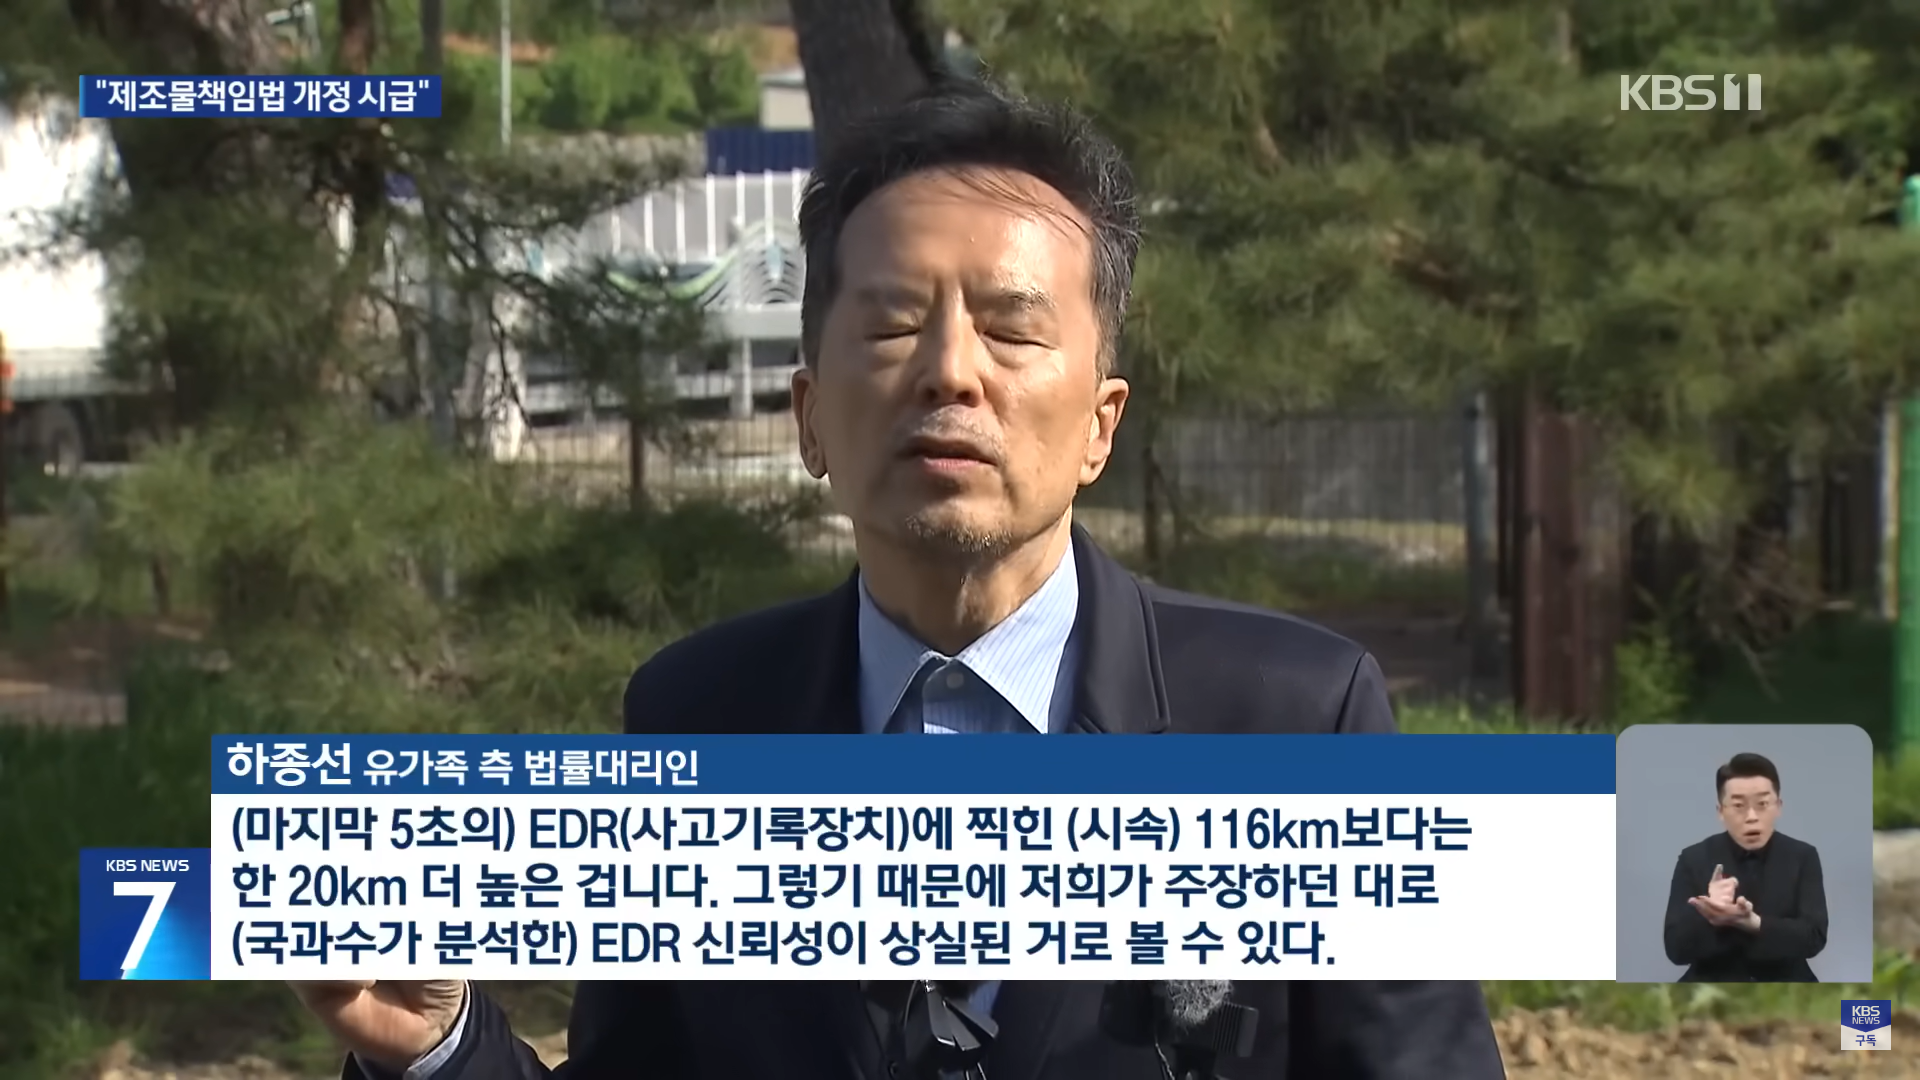 "제조물책임법 개정 시급"
KBS 1
하종선 유가족 측 법률대리인
(마지막 5초의) EDR(사고기록장치)에 찍힌 (시속) 116km보다는
한 20km 더 높은 겁니다. 그렇기 때문에 저희가 주장하던 대로
(국과수가 분석한) EDR 신뢰성이 상실된 거로 볼 수 있다.
KBS NEWS
7
KBS
NEWS
구독